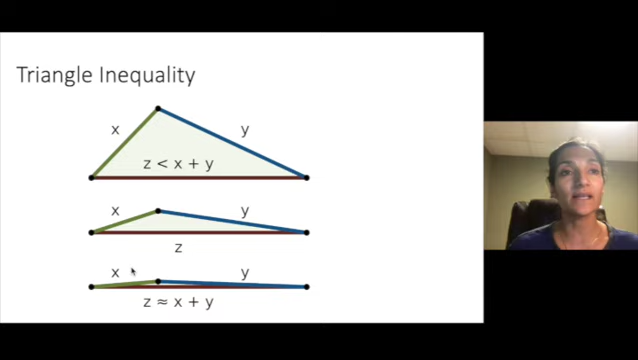 Triangle Inequality
x
y
z < x + y
x
y
z
x
y
z ≈ x + y